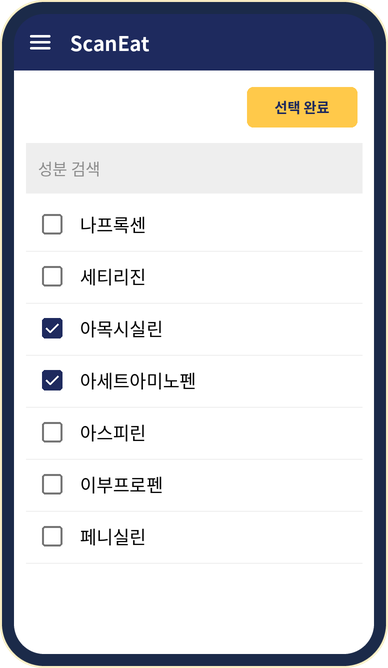 ScanEat
선택 완료
성분 검색
나프록센
세티리진
아목시실린
아세트아미노펜
아스피린
이부프로펜
페니실린